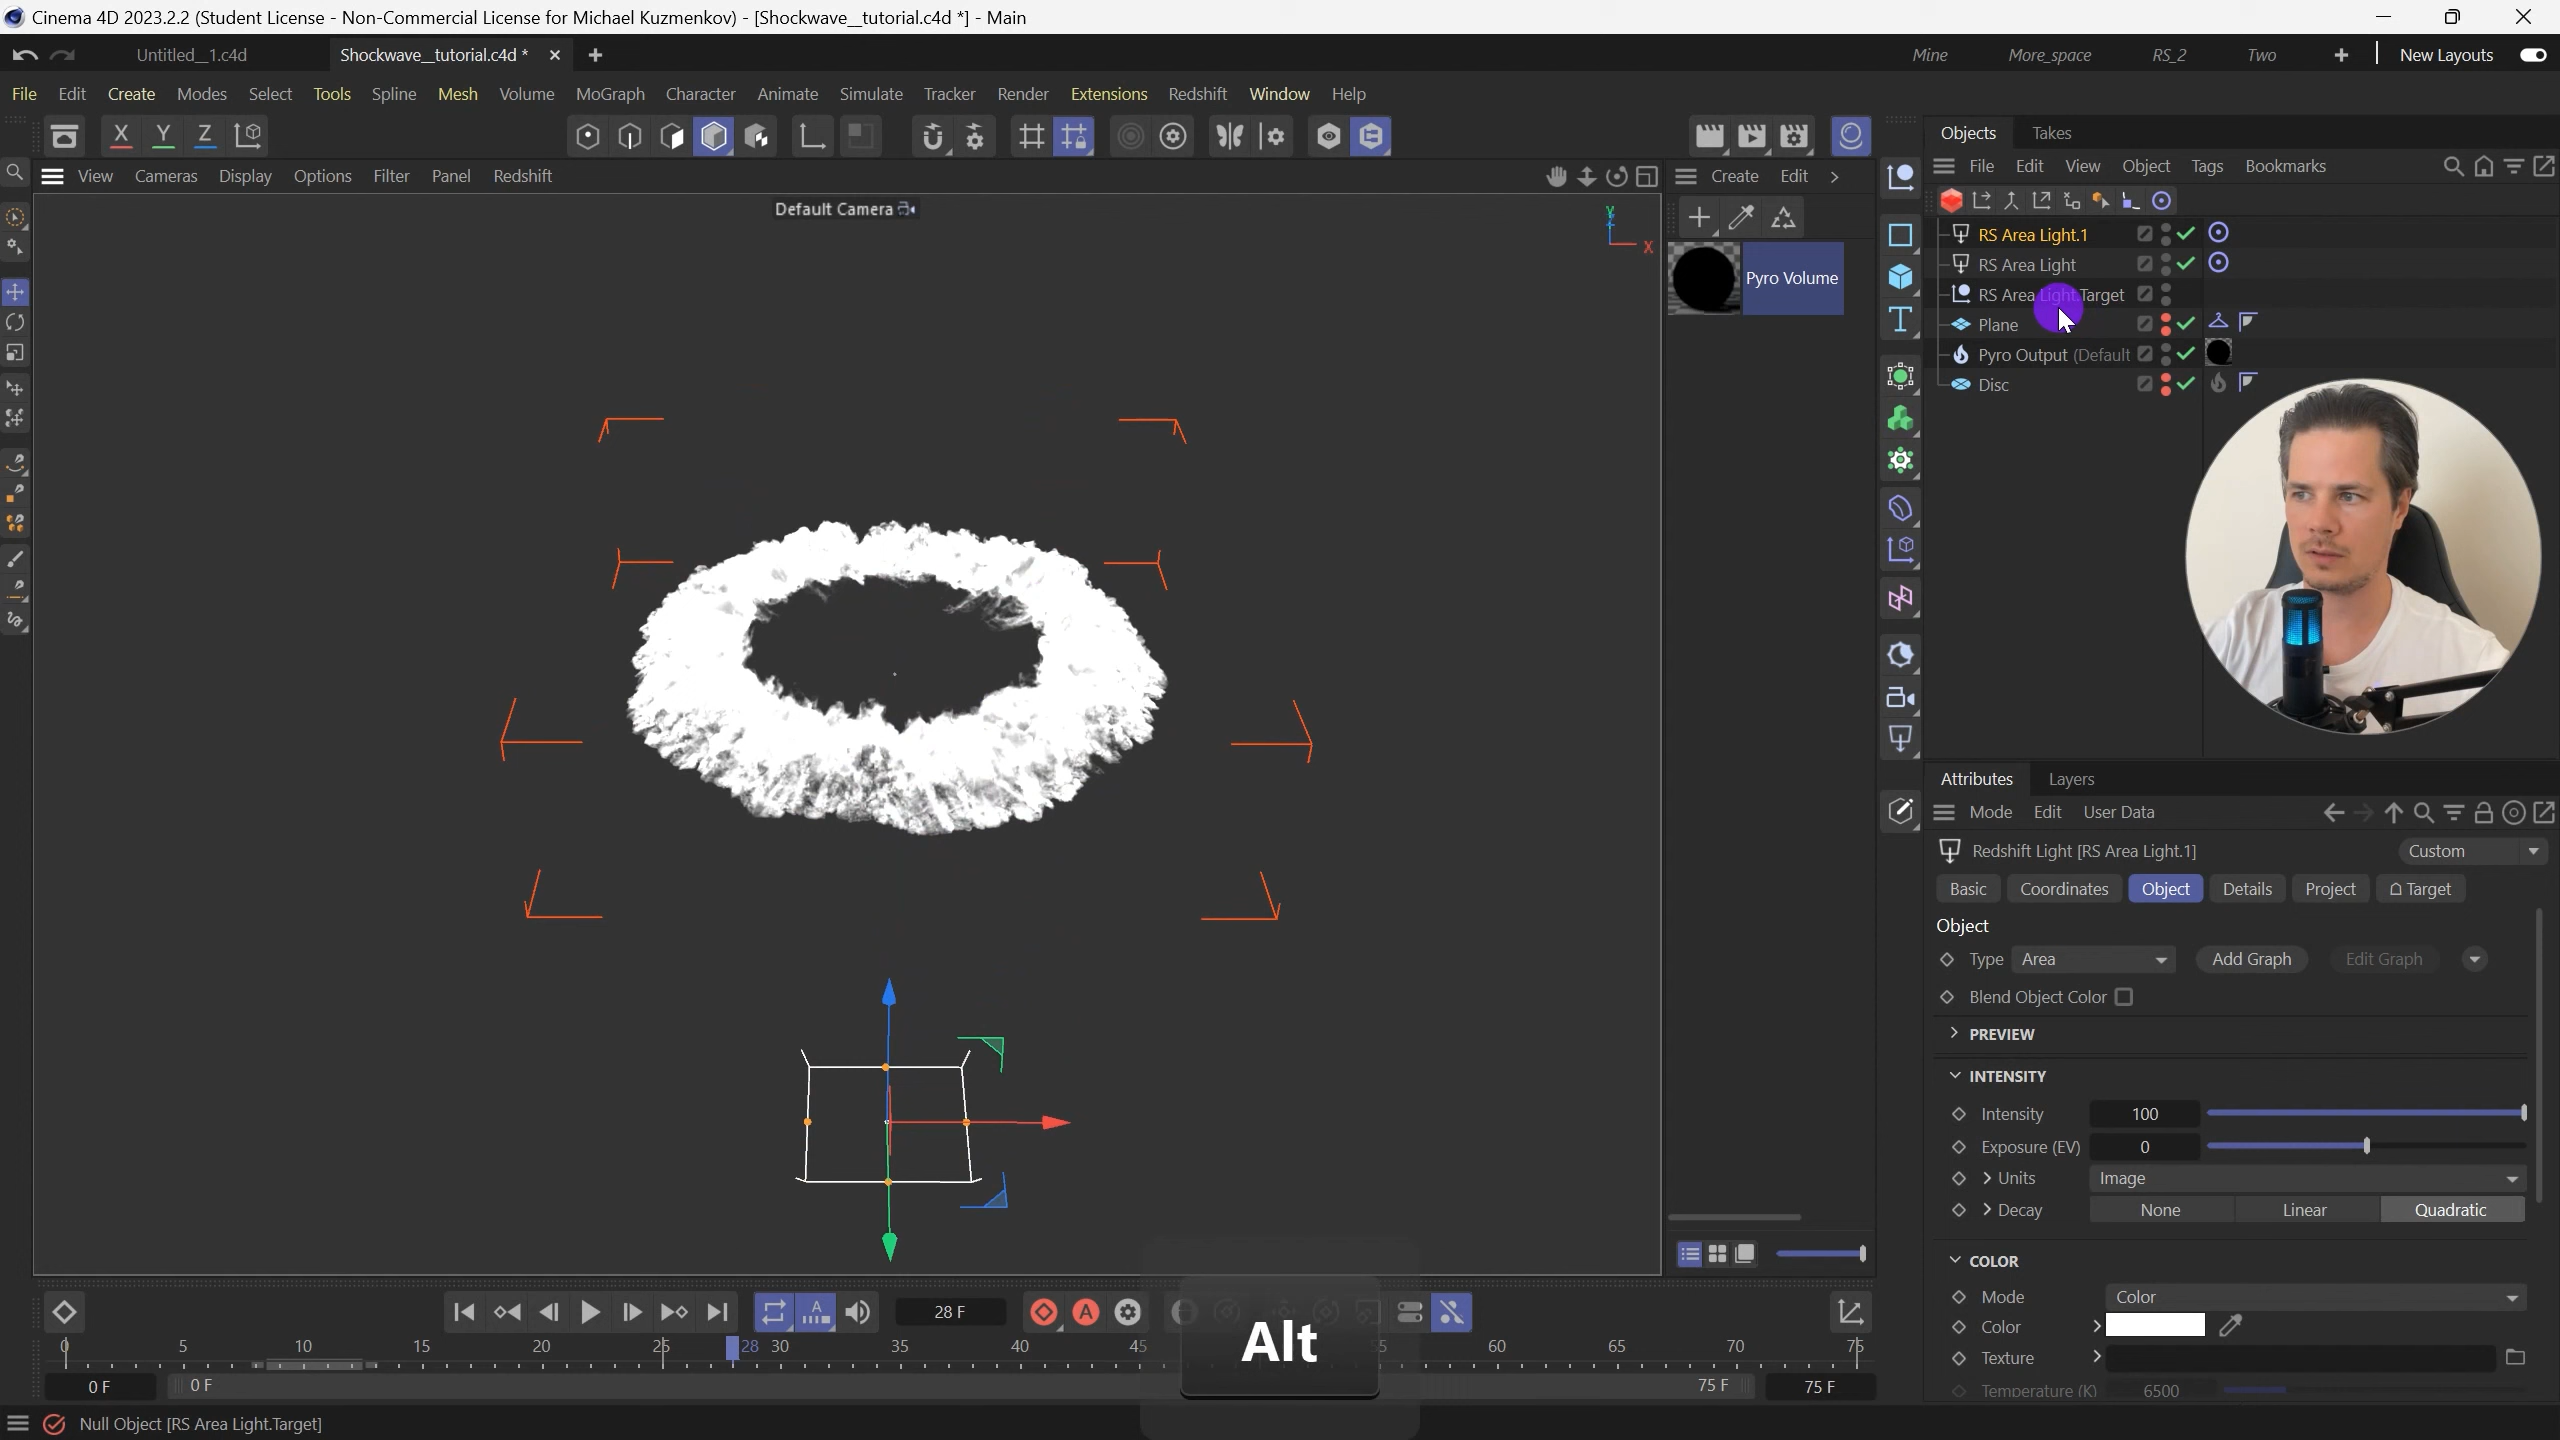 Cinema 4D 2023.2.2 (Student License - Non-Commercial License for Michael Kuzmenkov) - [Shockwave_tutorial.c4d *] - Main
Untitled_1.c4d
Shockwave_tutorial.c4d *
Mine
More_space
RS_2
Two
New Layouts
File Edit Create Modes Select Tools Spline Mesh Volume MoGraph Character Animate Simulate Tracker Render Extensions Redshift Window Help
X Y Z
Objects Takes
File Edit View Object Tags Bookmarks
View Cameras Display Options Filter Panel Redshift
Create Edit
Default Camera
Y
X
Pyro Volume
RS Area Light.1
RS Area Light
RS Area Light.Target
Plane
Pyro Output (Default
Disc
Attributes Layers
Mode Edit User Data
Redshift Light [RS Area Light.1]
Custom
Basic Coordinates Object Details Project Target
Object
Type Area Add Graph Edit Graph
Blend Object Color
PREVIEW
INTENSITY
Intensity 100
Exposure (EV) 0
Units Image
Decay None Linear Quadratic
COLOR
Mode Color
Color
Texture
Temperature (K) 6500
28 F
A
0 5 10 15 20 25 28 30 35 40 45 55 60 65 70 75
0 F 0 F 75 F 75 F
Alt
Null Object [RS Area Light.Target]